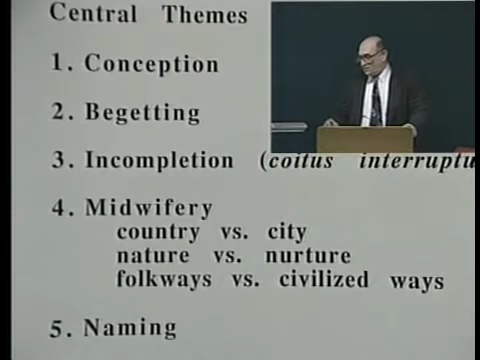 Central Themes
1. Conception
2. Begetting
3. Incompletion (coitus interruptu
4. Midwifery
country vs. city
nature vs. nurture
folkways vs. civilized ways
5. Naming